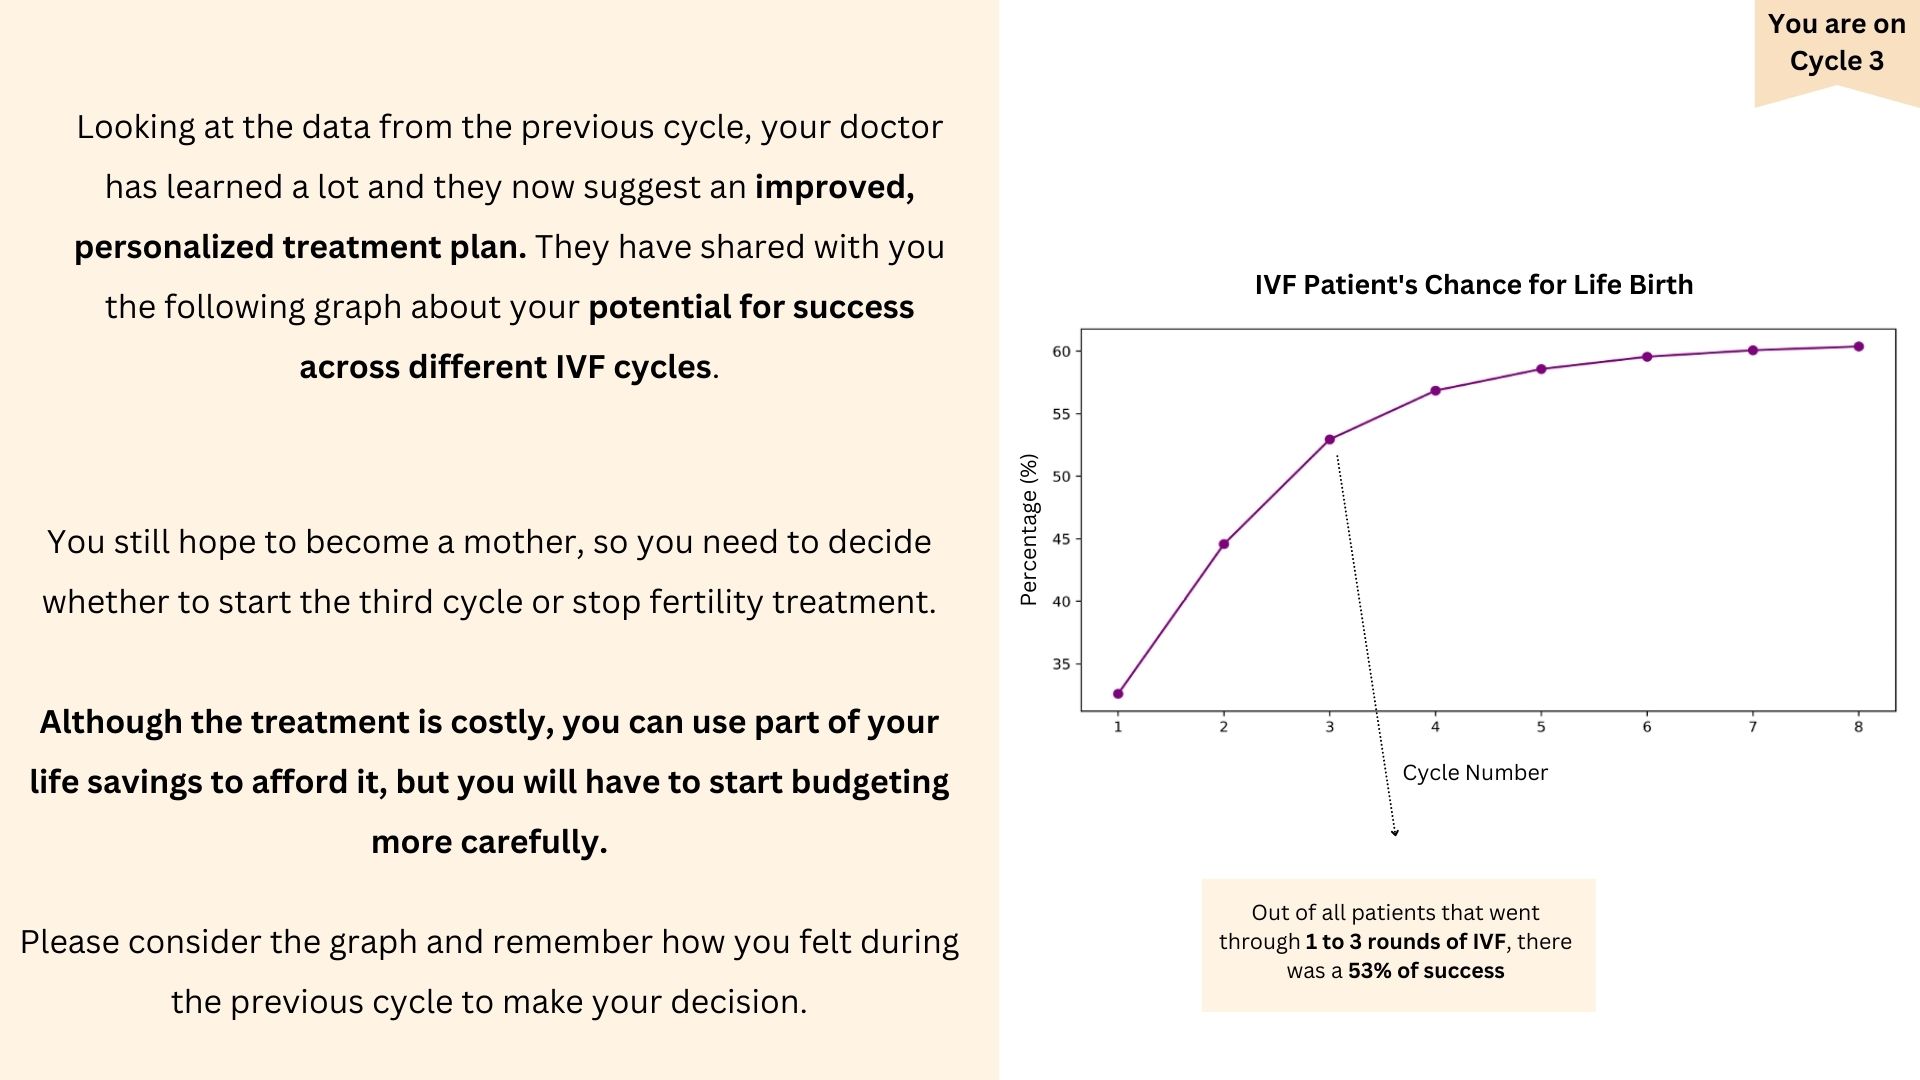 You are on
Cycle 3
Looking at the data from the previous cycle, your doctor
has learned a lot and they now suggest an improved,
personalized treatment plan. They have shared with you
the following graph about your potential for success
across different IVF cycles.
You still hope to become a mother, so you need to decide
whether to start the third cycle or stop fertility treatment.
Although the treatment is costly, you can use part of your
life savings to afford it, but you will have to start budgeting
more carefully.
Please consider the graph and remember how you felt during
the previous cycle to make your decision.
IVF Patient's Chance for Life Birth
Percentage (%)
60
55
50
45
40
35
1 2 3 4 5 6 7 8
Cycle Number
Out of all patients that went
through 1 to 3 rounds of IVF, there
was a 53% of success